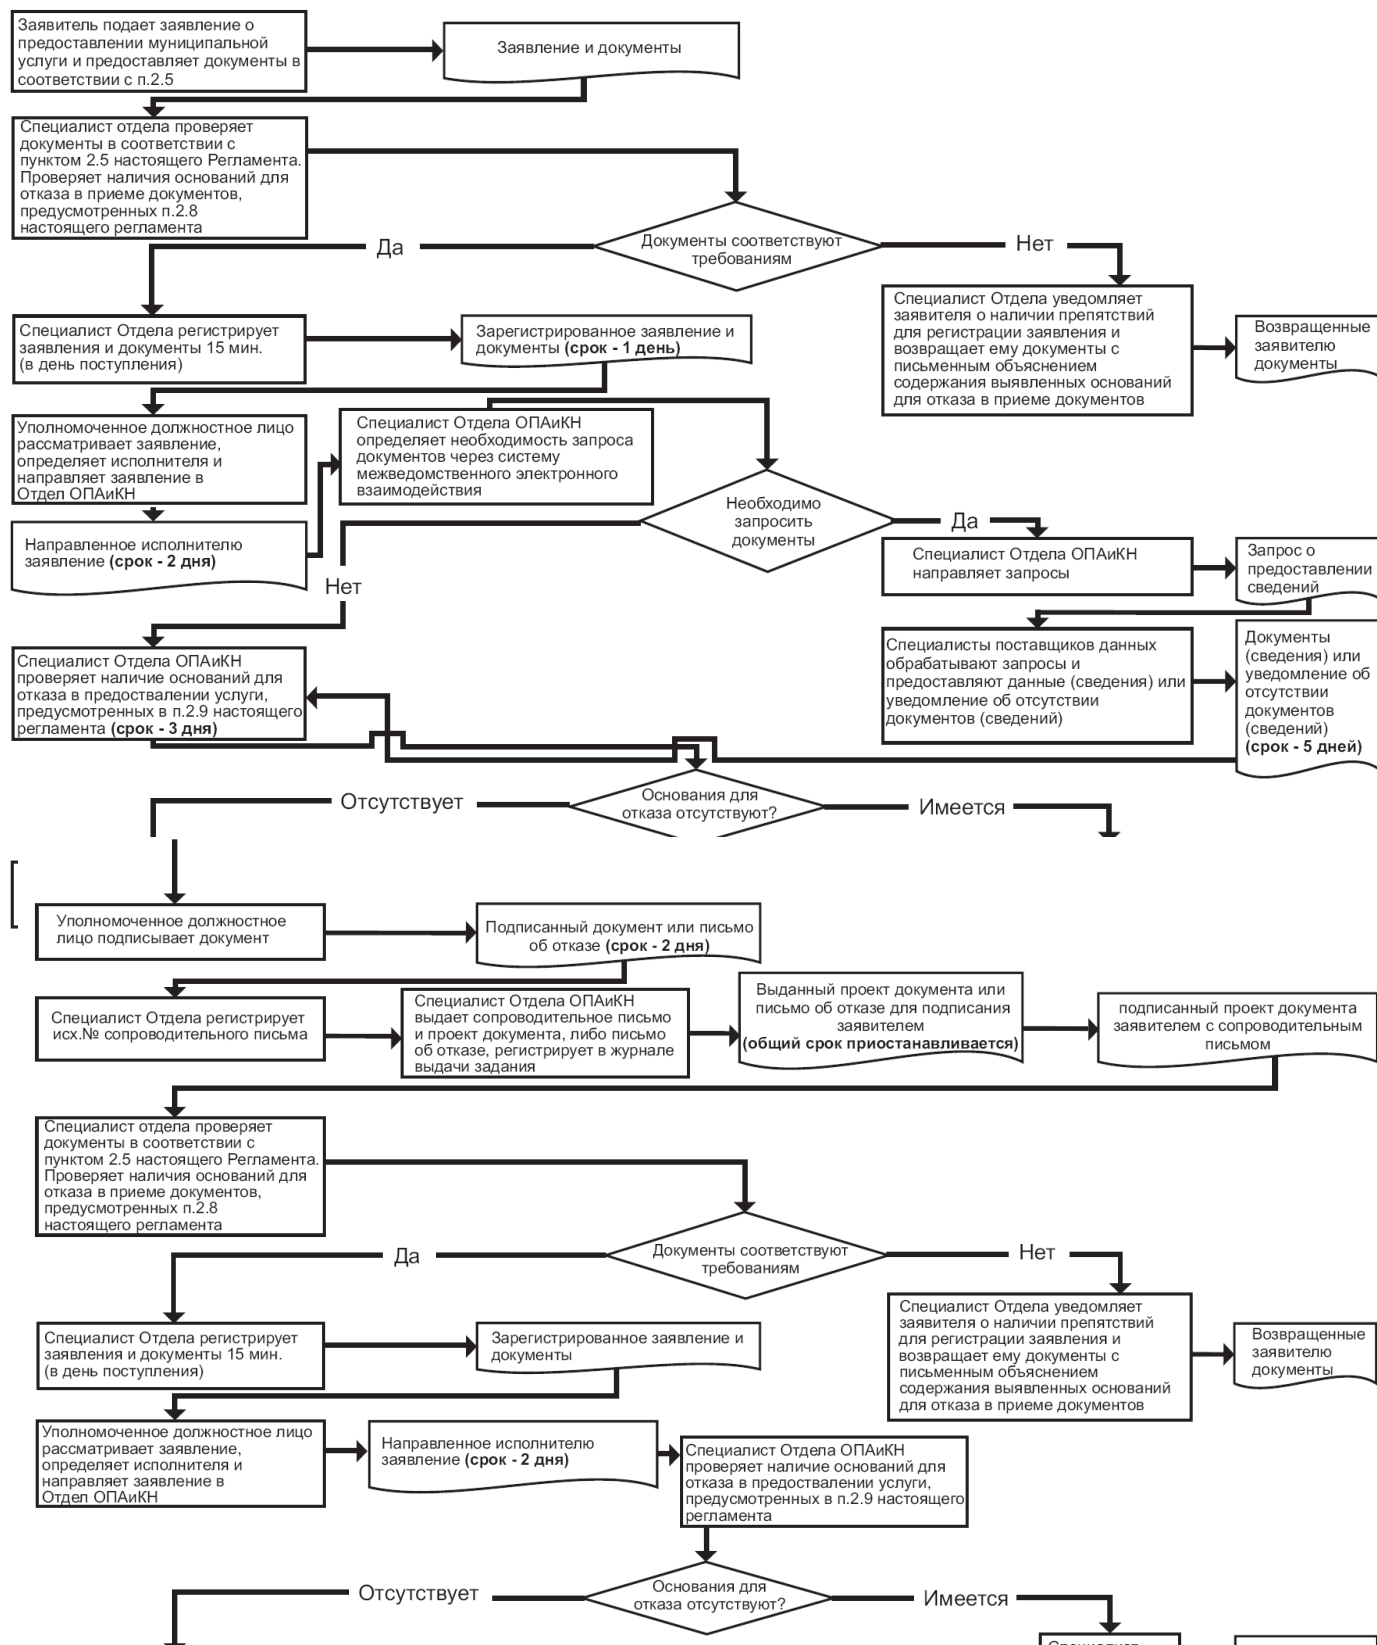 Заявитель подает заявление о
предоставлении муниципальной
услуги и предоставляет документы в
соответствии с п.2.5
Заявление и документы
Специалист отдела проверяет
документы в соответствии с
пунктом 2.5 настоящего Регламента.
Проверяет наличия оснований для
отказа в приеме документов,
предусмотренных п.2.8
настоящего регламента
Документы соответствуют
требованиям
Да
Нет
Специалист Отдела регистрирует
заявления и документы 15 мин.
(в день поступления)
Зарегистрированное заявление и
документы (срок - 1 день)
Специалист Отдела уведомляет
заявителя о наличии препятствий
для регистрации заявления и
возвращает ему документы с
письменным объяснением
содержания выявленных оснований
для отказа в приеме документов
Возвращенные
заявителю
документы
Уполномоченное должностное лицо
рассматривает заявление,
определяет исполнителя и
направляет заявление в
Отдел ОПАиКН
Специалист Отдела ОПАиКН
определяет необходимость запроса
документов через систему
межведомственного электронного
взаимодействия
Направленное исполнителю
заявление (срок - 2 дня)
Необходимо
запросить
документы
Да
Нет
Специалист Отдела ОПАиКН
направляет запросы
Запрос о
предоставлении
сведений
Специалист Отдела ОПАиКН
проверяет наличие оснований для
отказа в предоствалении услуги,
предусмотренных в п.2.9 настоящего
регламента (срок - 3 дня)
Специалисты поставщиков данных
обрабатывают запросы и
предоставляют данные (сведения) или
уведомление об отсутствии
документов (сведений)
Документы
(сведения) или
уведомление об
отсутствии
документов
(сведений)
(срок - 5 дней)
Отсутствует
Основания для
отказа отсутствуют?
Имеется
Уполномоченное должностное
лицо подписывает документ
Подписанный документ или письмо
об отказе (срок - 2 дня)
Специалист Отдела регистрирует
исх.№ сопроводительного письма
Специалист Отдела ОПАиКН
выдает сопроводительное письмо
и проект документа, либо письмо
об отказе, регистрирует в журнале
выдачи задания
Выданный проект документа или
письмо об отказе для подписания
заявителем
(общий срок приостанавливается)
подписанный проект документа
заявителем с сопроводительным
письмом
Специалист отдела проверяет
документы в соответствии с
пунктом 2.5 настоящего Регламента.
Проверяет наличия оснований для
отказа в приеме документов,
предусмотренных п.2.8
настоящего регламента
Документы соответствуют
требованиям
Да
Нет
Специалист Отдела регистрирует
заявления и документы 15 мин.
(в день поступления)
Зарегистрированное заявление и
документы
Специалист Отдела уведомляет
заявителя о наличии препятствий
для регистрации заявления и
возвращает ему документы с
письменным объяснением
содержания выявленных оснований
для отказа в приеме документов
Возвращенные
заявителю
документы
Уполномоченное должностное лицо
рассматривает заявление,
определяет исполнителя и
направляет заявление в
Отдел ОПАиКН
Направленное исполнителю
заявление (срок - 2 дня)
Специалист Отдела ОПАиКН
проверяет наличие оснований для
отказа в предоствалении услуги,
предусмотренных в п.2.9 настоящего
регламента
Отсутствует
Основания для
отказа отсутствуют?
Имеется